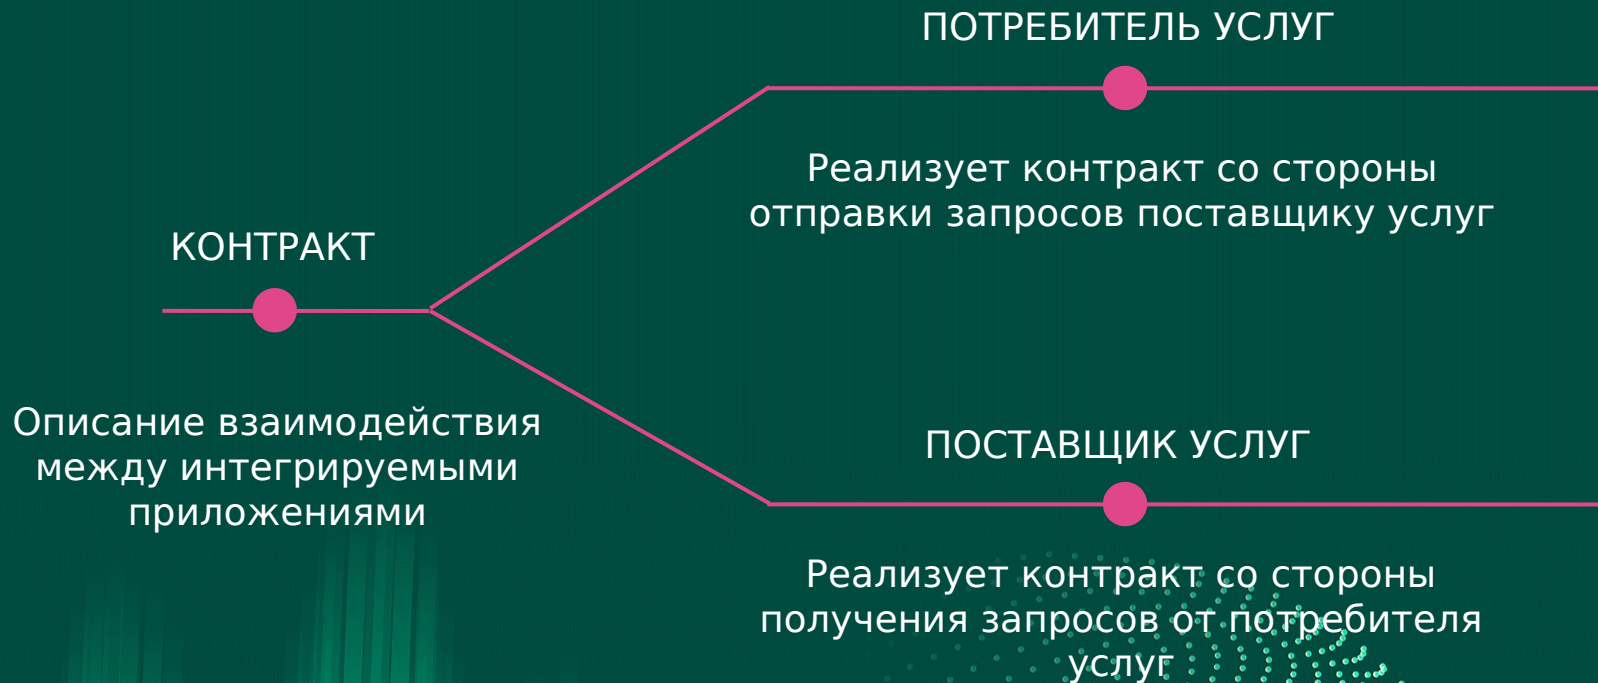 КОНТРАКТ
Описание взаимодействия
между интегрируемыми
приложениями
ПОТРЕБИТЕЛЬ УСЛУГ
Реализует контракт со стороны
отправки запросов поставщику услуг
ПОСТАВЩИК УСЛУГ
Реализует контракт со стороны
получения запросов от потребителя
услуг